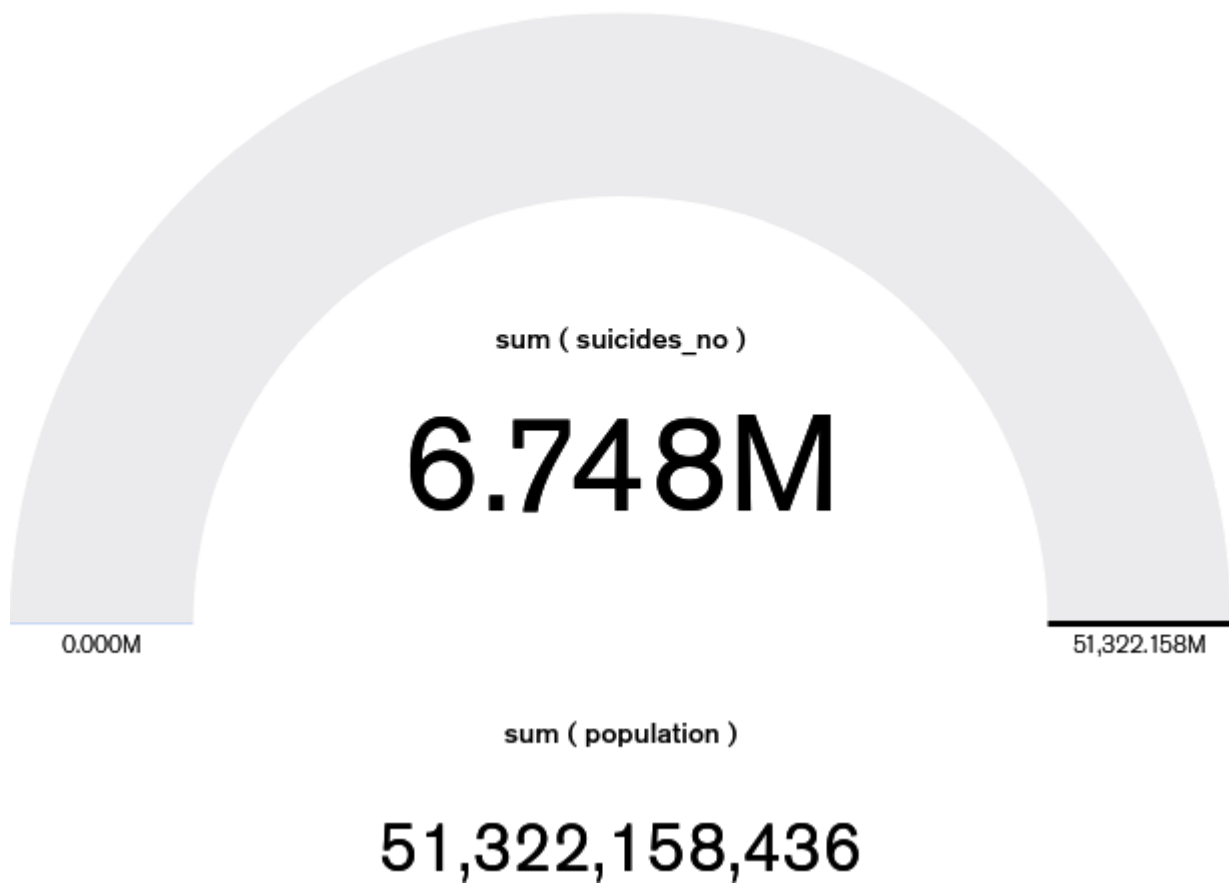 sum ( suicides_no )
6.748M
0.000M
51,322.158M
sum ( population )
51,322,158,436